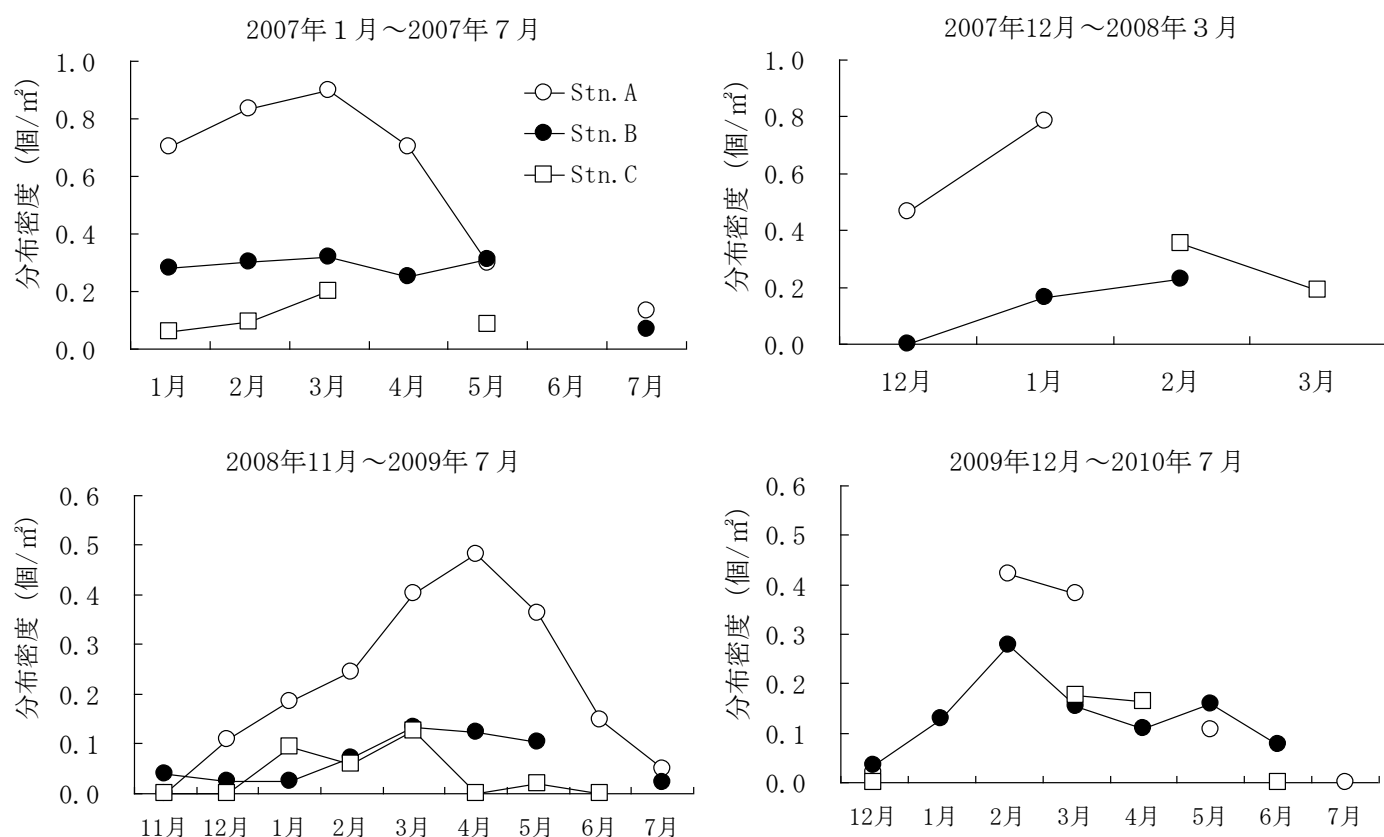 2007年１月～2007年７月
分布密度（個/㎡）
1.0
0.8
0.6
0.4
0.2
0.0
Stn.A
Stn.B
Stn.C
1月 2月 3月 4月 5月 6月 7月
2007年12月～2008年３月
分布密度（個/㎡）
1.0
0.8
0.6
0.4
0.2
0.0
12月 1月 2月 3月
2008年11月～2009年７月
分布密度（個/㎡）
0.6
0.5
0.4
0.3
0.2
0.1
0.0
11月 12月 1月 2月 3月 4月 5月 6月 7月
2009年12月～2010年７月
分布密度（個/㎡）
0.6
0.5
0.4
0.3
0.2
0.1
0.0
12月 1月 2月 3月 4月 5月 6月 7月